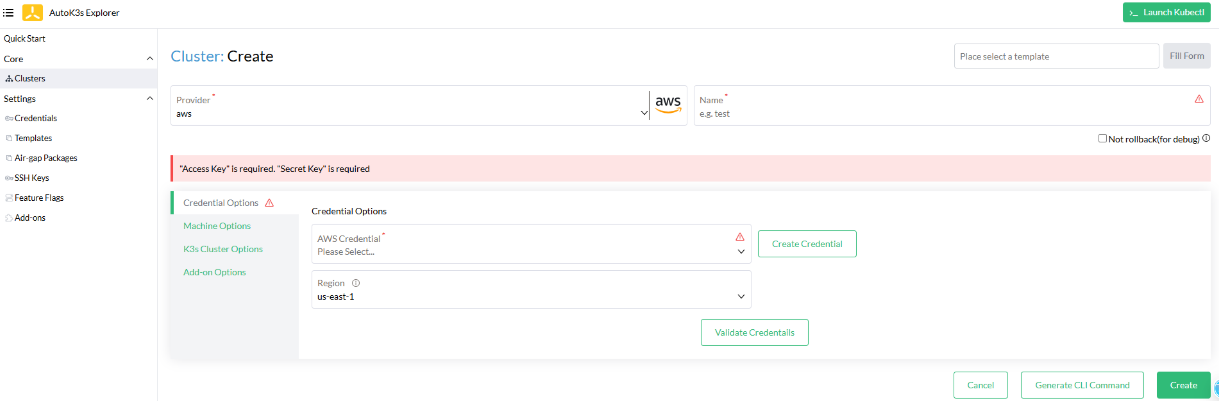 AutoK3s Explorer
>_ Launch Kubectl
Quick Start
Core
Clusters
Settings
Credentials
Templates
Air-gap Packages
SSH Keys
Feature Flags
Add-ons
Cluster: Create
Place select a template
Fill Form
Provider *
aws
aws
Name *
e.g. test
Not rollback(for debug)
"Access Key" is required. "Secret Key" is required
Credential Options
Machine Options
K3s Cluster Options
Add-on Options
Credential Options
AWS Credential *
Please Select...
Create Credential
Region
us-east-1
Validate Credentails
Cancel
Generate CLI Command
Create